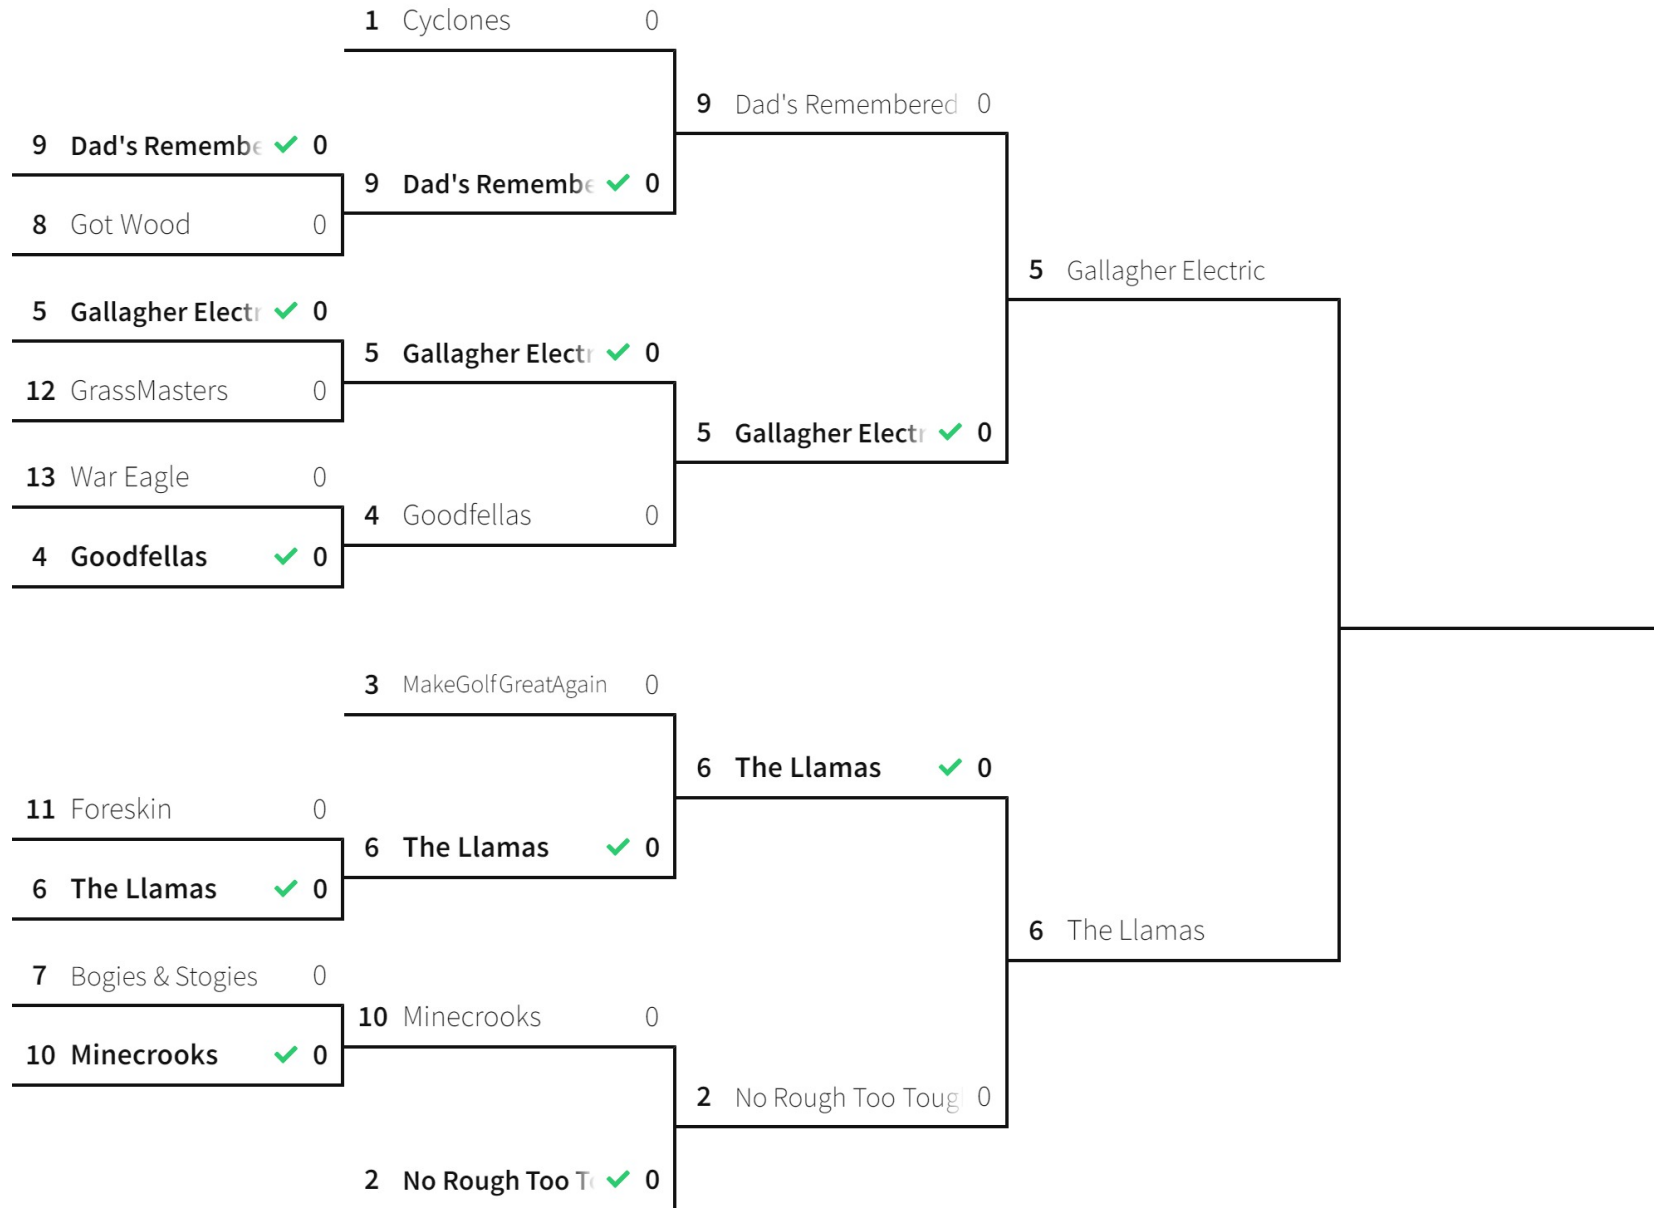 1 Cyclones 0
9 Dad's Remembered 0
9 Dad's Remembe 0
9 Dad's Remembe 0
8 Got Wood 0
5 Gallagher Electric
5 Gallagher Electr 0
5 Gallagher Electr 0
12 GrassMasters 0
5 Gallagher Electr 0
13 War Eagle 0
4 Goodfellas 0
4 Goodfellas 0
3 MakeGolfGreatAgain 0
6 The Llamas 0
11 Foreskin 0
6 The Llamas 0
6 The Llamas 0
6 The Llamas
7 Bogies & Stogies 0
10 Minecrooks 0
10 Minecrooks 0
2 No Rough Too Toug 0
2 No Rough Too To 0